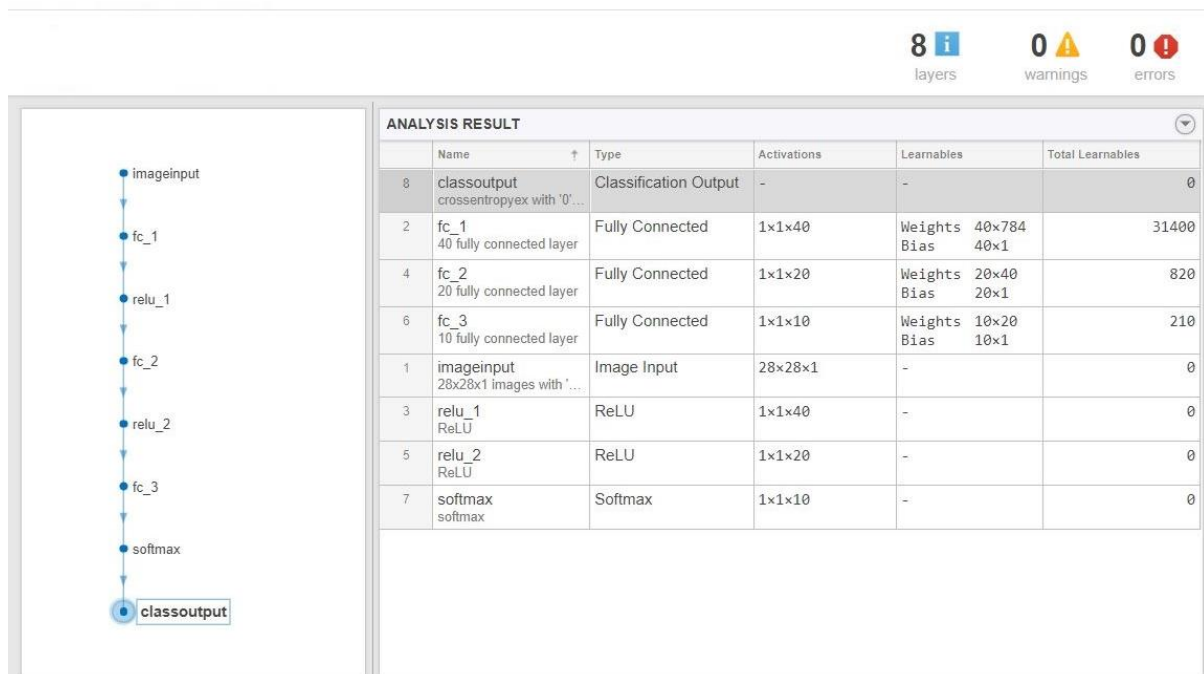 8 0 0
layers warnings errors
imageinput
fc_1
relu_1
fc_2
relu_2
fc_3
softmax
classoutput
ANALYSIS RESULT
Name Type Activations Learnables Total Learnables
8 classoutput Classification Output - - 0
crossentropyex with '0'...
2 fc_1 Fully Connected 1×1×40 Weights 40×784 31400
40 fully connected layer Bias 40×1
4 fc_2 Fully Connected 1×1×20 Weights 20×40 820
20 fully connected layer Bias 20×1
6 fc_3 Fully Connected 1×1×10 Weights 10×20 210
10 fully connected layer Bias 10×1
1 imageinput Image Input 28×28×1 - 0
28x28x1 images with '...
3 relu_1 ReLU 1×1×40 - 0
ReLU
5 relu_2 ReLU 1×1×20 - 0
ReLU
7 softmax Softmax 1×1×10 - 0
softmax